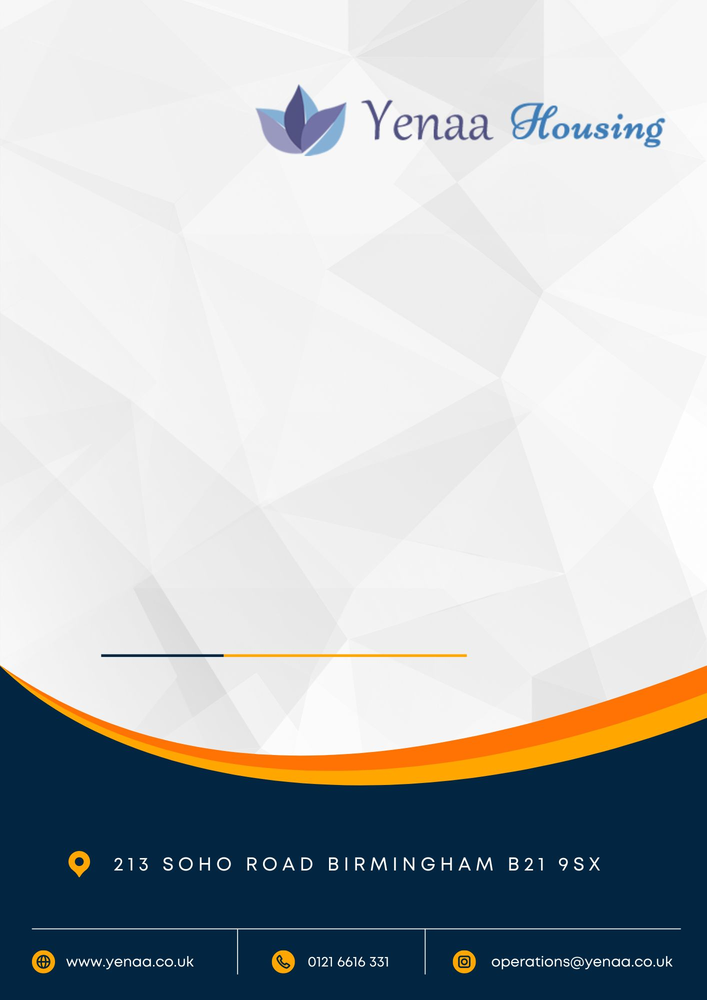 Yenaa Housing
213 SOHO ROAD BIRMINGHAM B21 9SX
www.yenaa.co.uk
0121 6616 331
operations@yenaa.co.uk